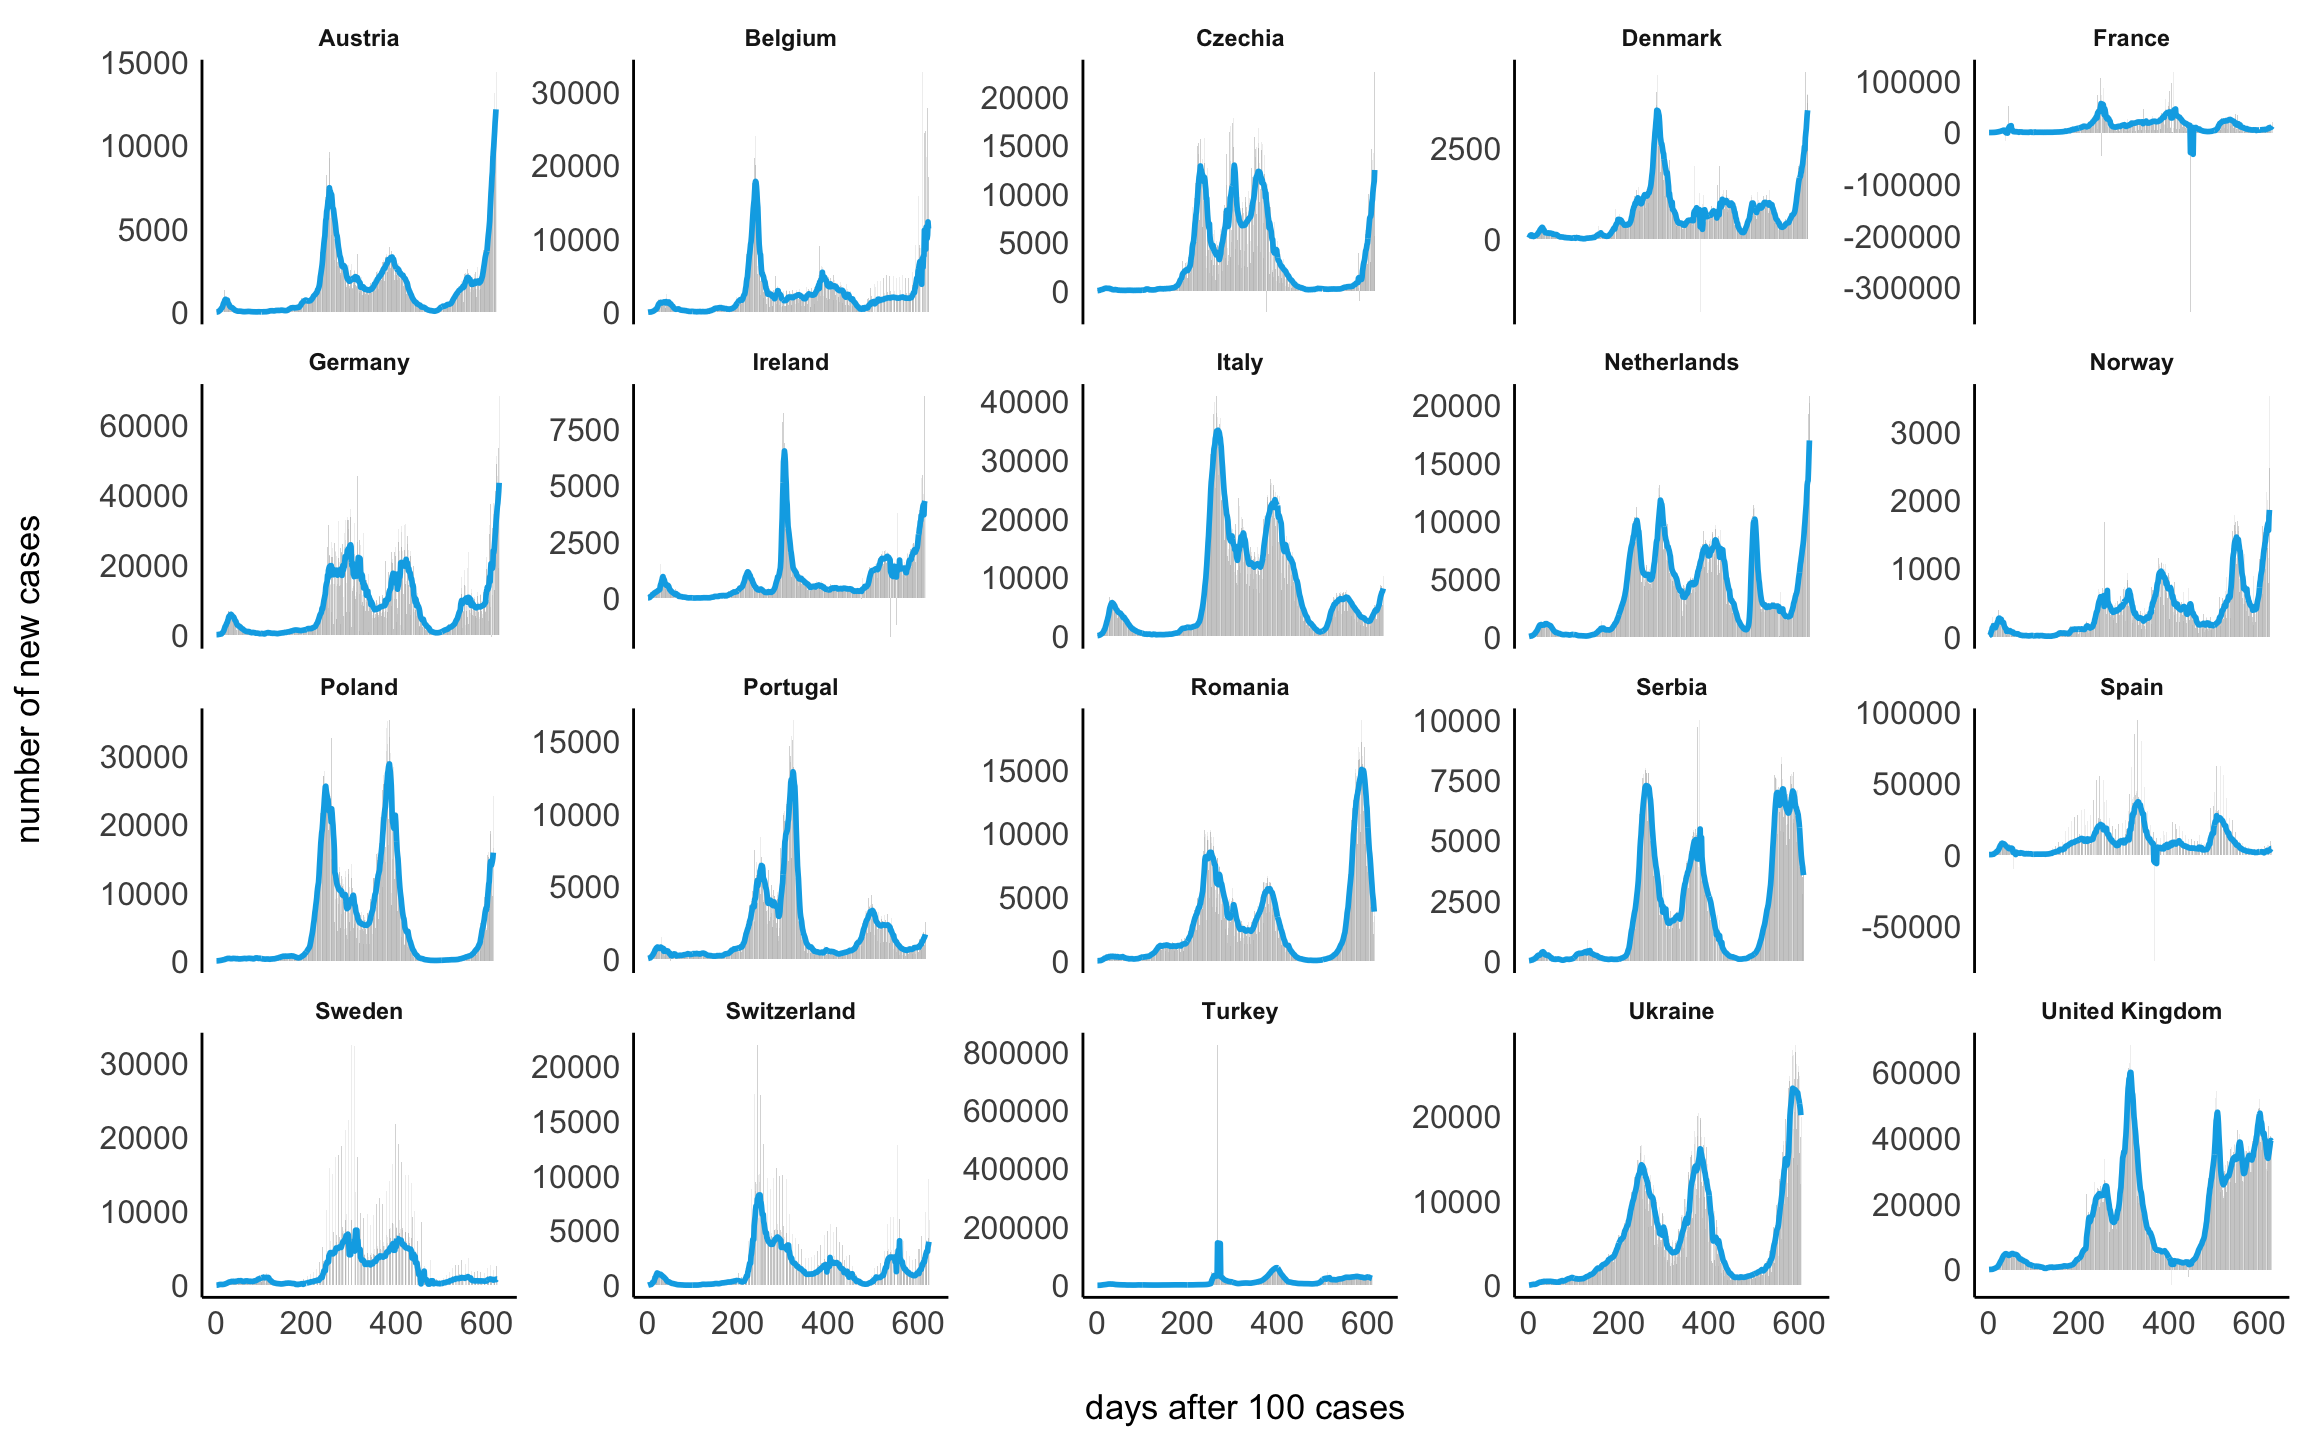 Austria Belgium Czechia Denmark France
15000 10000 5000 0
30000 20000 10000 0
20000 15000 10000 5000 0
2500 0
100000 0 -100000 -200000 -300000
Germany Ireland Italy Netherlands Norway
60000 40000 20000 0
7500 5000 2500 0
40000 30000 20000 10000 0
20000 15000 10000 5000 0
3000 2000 1000 0
Poland Portugal Romania Serbia Spain
30000 20000 10000 0
15000 10000 5000 0
15000 10000 5000 0
10000 7500 5000 2500 0
100000 50000 0 -50000
Sweden Switzerland Turkey Ukraine United Kingdom
30000 20000 10000 0
20000 15000 10000 5000 0
800000 600000 400000 200000 0
20000 10000 0
60000 40000 20000 0
0 200 400 600 0 200 400 600 0 200 400 600 0 200 400 600 0 200 400 600
number of new cases
days after 100 cases